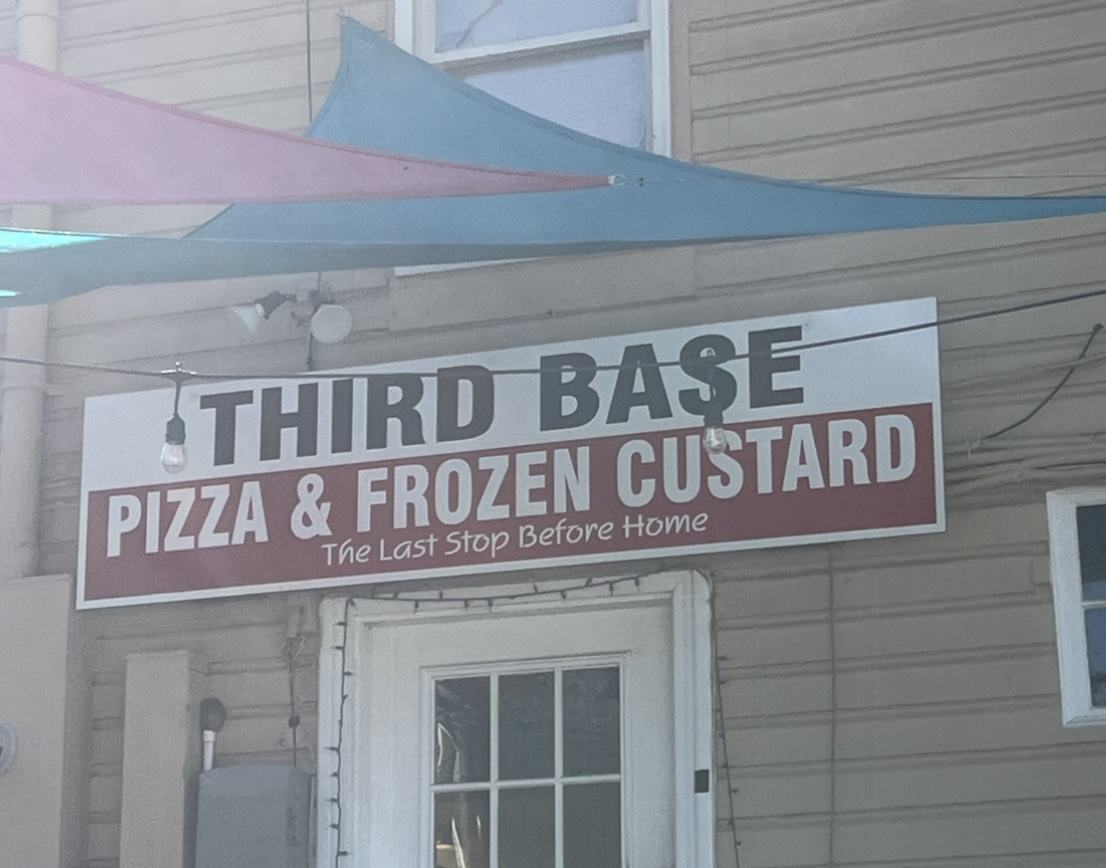 THIRD BASE
PIZZA & FROZEN CUSTARD
The Last Stop Before Home